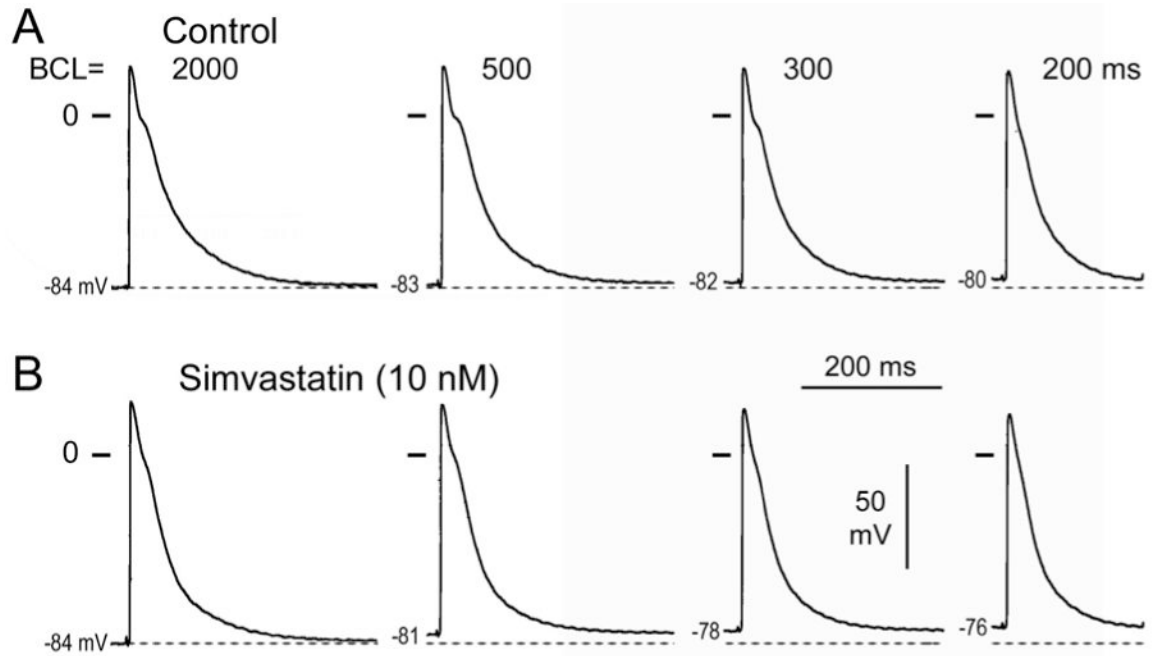 A
Control
BCL= 2000 500 300 200 ms
0
-84 mV -83 -82 -80
B
Simvastatin (10 nM)
200 ms
0
50
mV
-84 mV -81 -78 -76